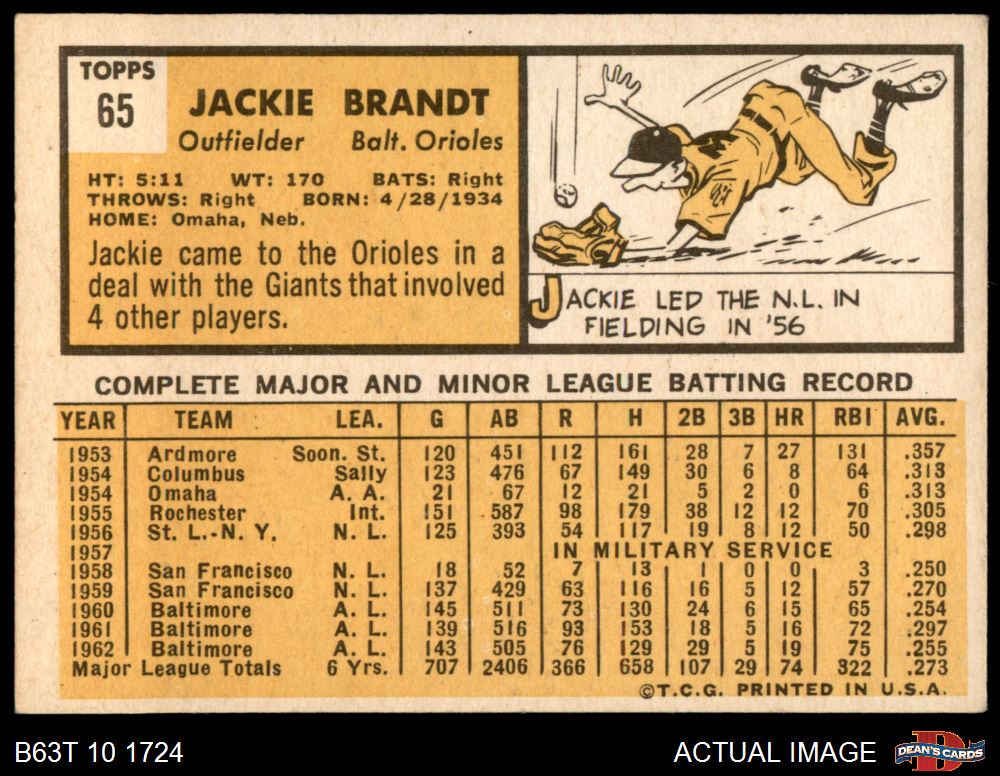 TOPPS
65
JACKIE BRANDT
Outfielder Balt. Orioles
HT: 5:11 WT: 170 BATS: Right
THROWS: Right BORN: 4/28/1934
HOME: Omaha, Neb.
Jackie came to the Orioles in a
deal with the Giants that involved
4 other players.
JACKIE LED THE N.L. IN
FIELDING IN '56
COMPLETE MAJOR AND MINOR LEAGUE BATTING RECORD
YEAR TEAM LEA. G AB R H 2B 3B HR RBI AVG.
1953 Ardmore Soon. St. 120 451 112 161 28 7 27 131 .357
1954 Columbus Sally 123 476 67 149 30 6 8 64 .313
1954 Omaha A. A. 21 67 12 21 5 2 0 6 .313
1955 Rochester Int. 151 587 98 179 38 12 12 70 .305
1956 St. L.-N. Y. N. L. 125 393 54 117 19 8 12 50 .298
1957 IN MILITARY SERVICE
1958 San Francisco N. L. 18 52 7 13 1 0 0 3 .250
1959 San Francisco N. L. 137 429 63 116 16 5 12 57 .270
1960 Baltimore A. L. 145 511 73 130 24 6 15 65 .254
1961 Baltimore A. L. 139 516 93 153 18 5 16 72 .297
1962 Baltimore A. L. 143 505 76 129 29 5 19 75 .255
Major League Totals 6 Yrs. 707 2406 366 658 107 29 74 322 .273
©T.C.G. PRINTED IN U.S.A.
B63T 10 1724 ACTUAL IMAGE DEAN'S CARDS